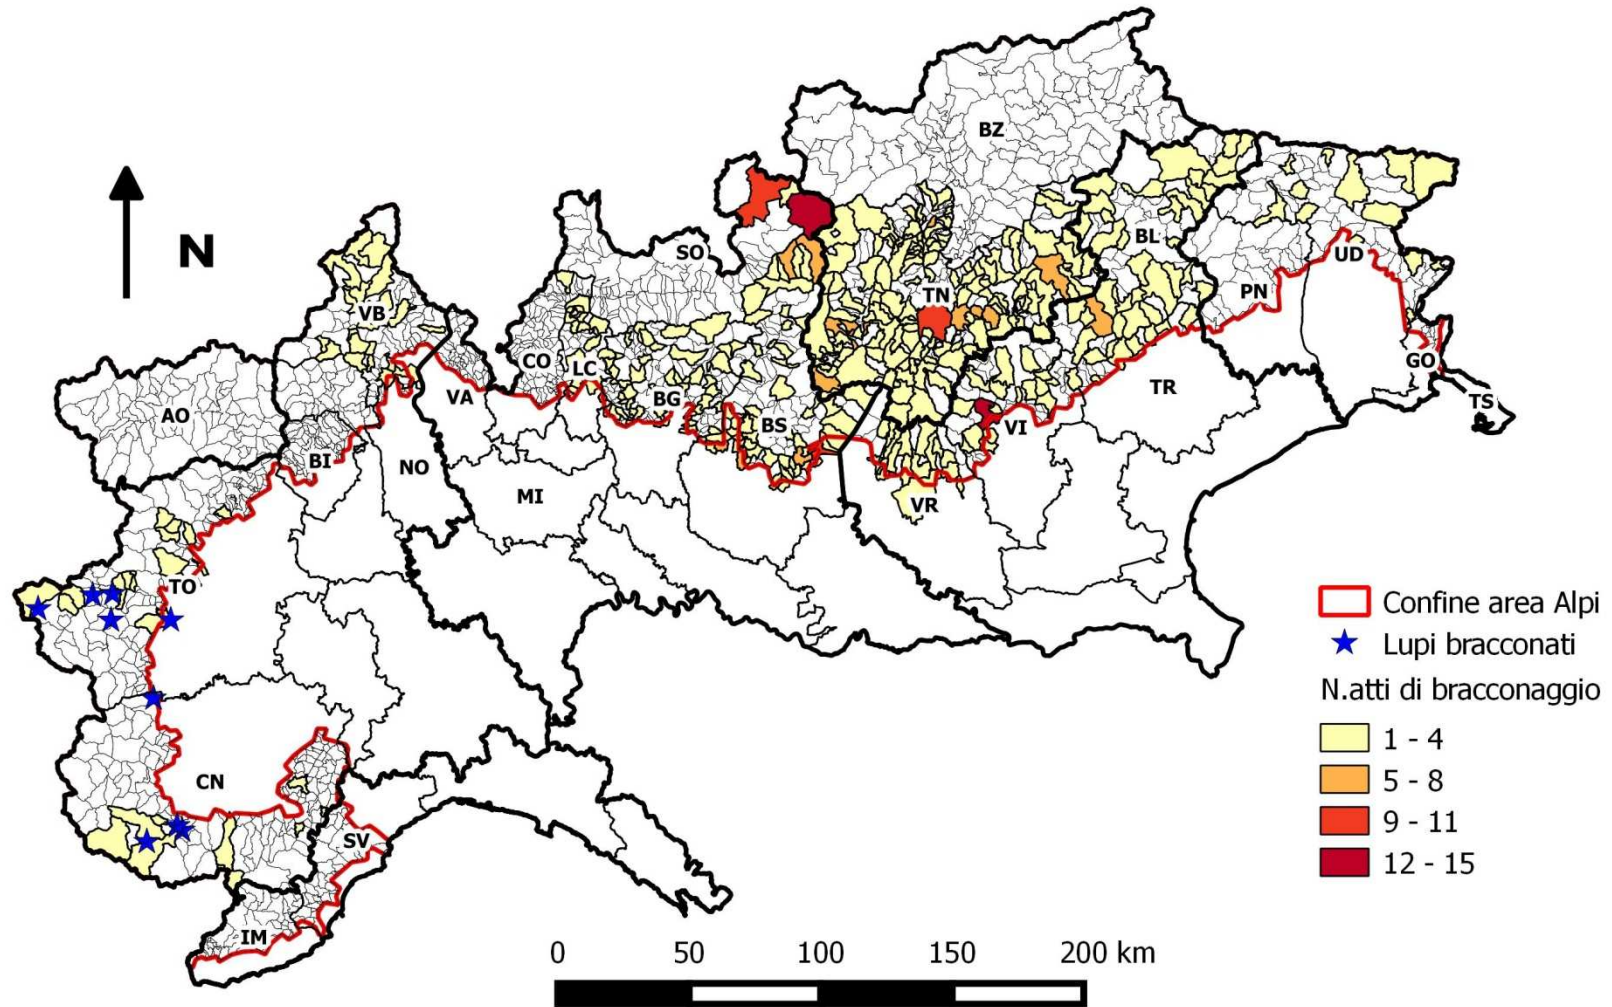 BZ
N
SO
BL
UD
TN
PN
VB
CO
LC
GO
AO
VA
BG
BS
VI
TR
TS
BI
NO
MI
VR
TO
Confine area Alpi
Lupi bracconati
N.atti di bracconaggio
1 - 4
5 - 8
9 - 11
12 - 15
CN
SV
IM
0 50 100 150 200 km